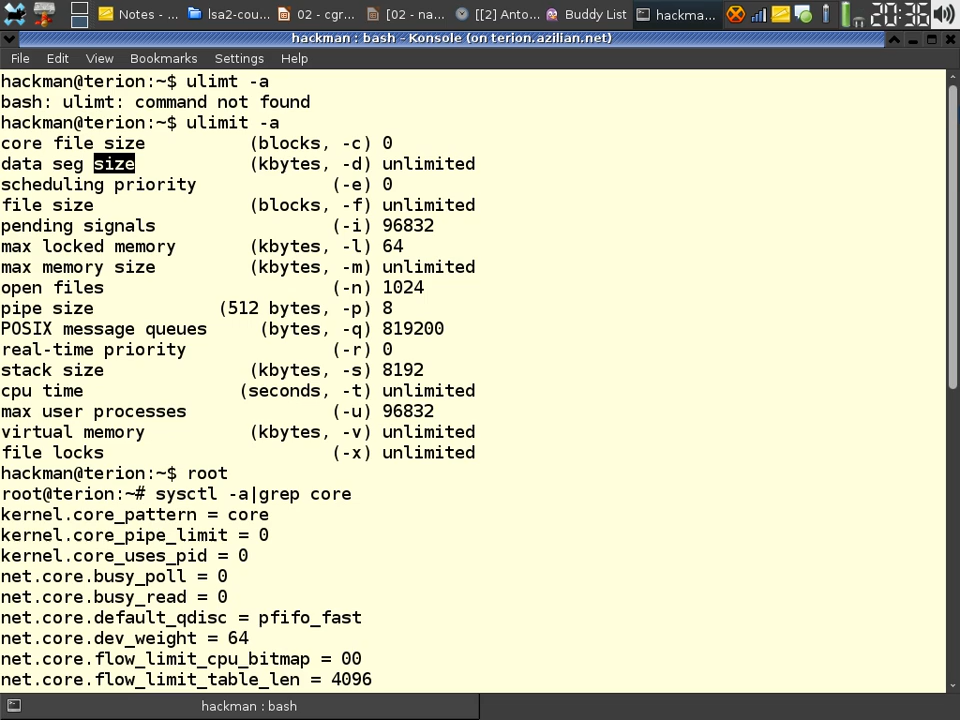 Notes - ... lsa2-cou... 02 - cgr... [02 - na... [[2] Anto... Buddy List hackma... 20:36
hackman : bash - Konsole (on terion.azilian.net)
File Edit View Bookmarks Settings Help
hackman@terion:~$ ulimt -a
bash: ulimt: command not found
hackman@terion:~$ ulimit -a
core file size          (blocks, -c) 0
data seg size           (kbytes, -d) unlimited
scheduling priority             (-e) 0
file size               (blocks, -f) unlimited
pending signals                 (-i) 96832
max locked memory       (kbytes, -l) 64
max memory size         (kbytes, -m) unlimited
open files                      (-n) 1024
pipe size            (512 bytes, -p) 8
POSIX message queues     (bytes, -q) 819200
real-time priority              (-r) 0
stack size              (kbytes, -s) 8192
cpu time               (seconds, -t) unlimited
max user processes              (-u) 96832
virtual memory          (kbytes, -v) unlimited
file locks                      (-x) unlimited
hackman@terion:~$ root
root@terion:~# sysctl -a|grep core
kernel.core_pattern = core
kernel.core_pipe_limit = 0
kernel.core_uses_pid = 0
net.core.busy_poll = 0
net.core.busy_read = 0
net.core.default_qdisc = pfifo_fast
net.core.dev_weight = 64
net.core.flow_limit_cpu_bitmap = 00
net.core.flow_limit_table_len = 4096
hackman : bash